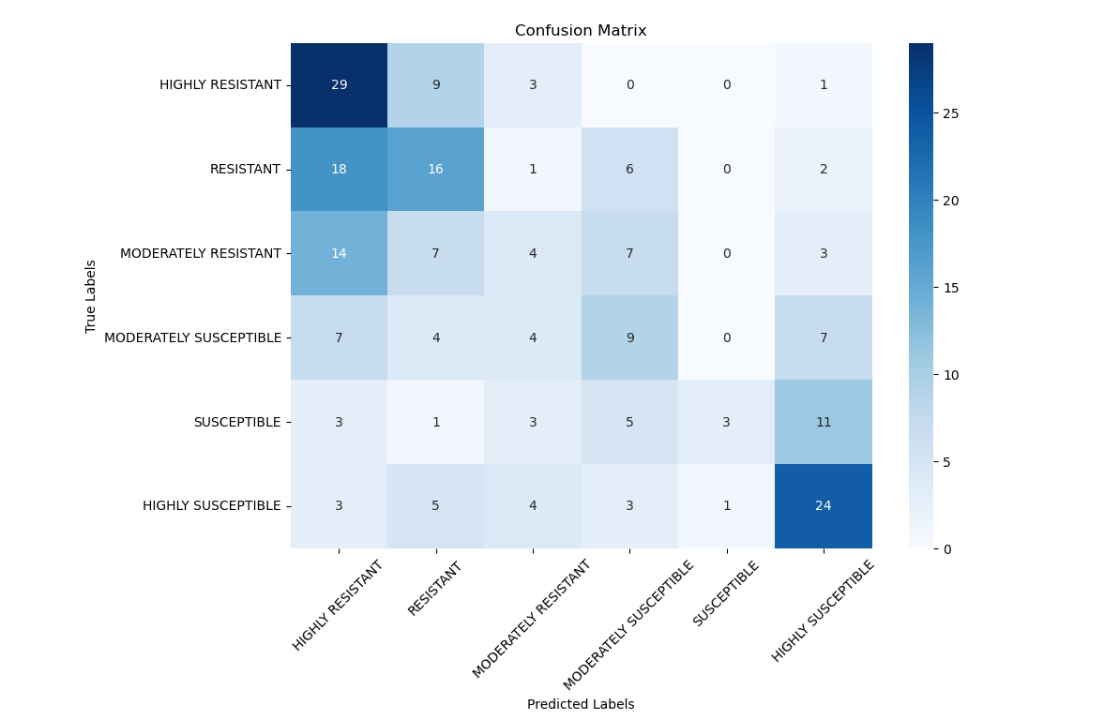 Confusion Matrix
True Labels
HIGHLY RESISTANT 29 9 3 0 0 1
RESISTANT 18 16 1 6 0 2
MODERATELY RESISTANT 14 7 4 7 0 3
MODERATELY SUSCEPTIBLE 7 4 4 9 0 7
SUSCEPTIBLE 3 1 3 5 3 11
HIGHLY SUSCEPTIBLE 3 5 4 3 1 24
HIGHLY RESISTANT
RESISTANT
MODERATELY RESISTANT
MODERATELY SUSCEPTIBLE
SUSCEPTIBLE
HIGHLY SUSCEPTIBLE
Predicted Labels
25
20
15
10
5
0